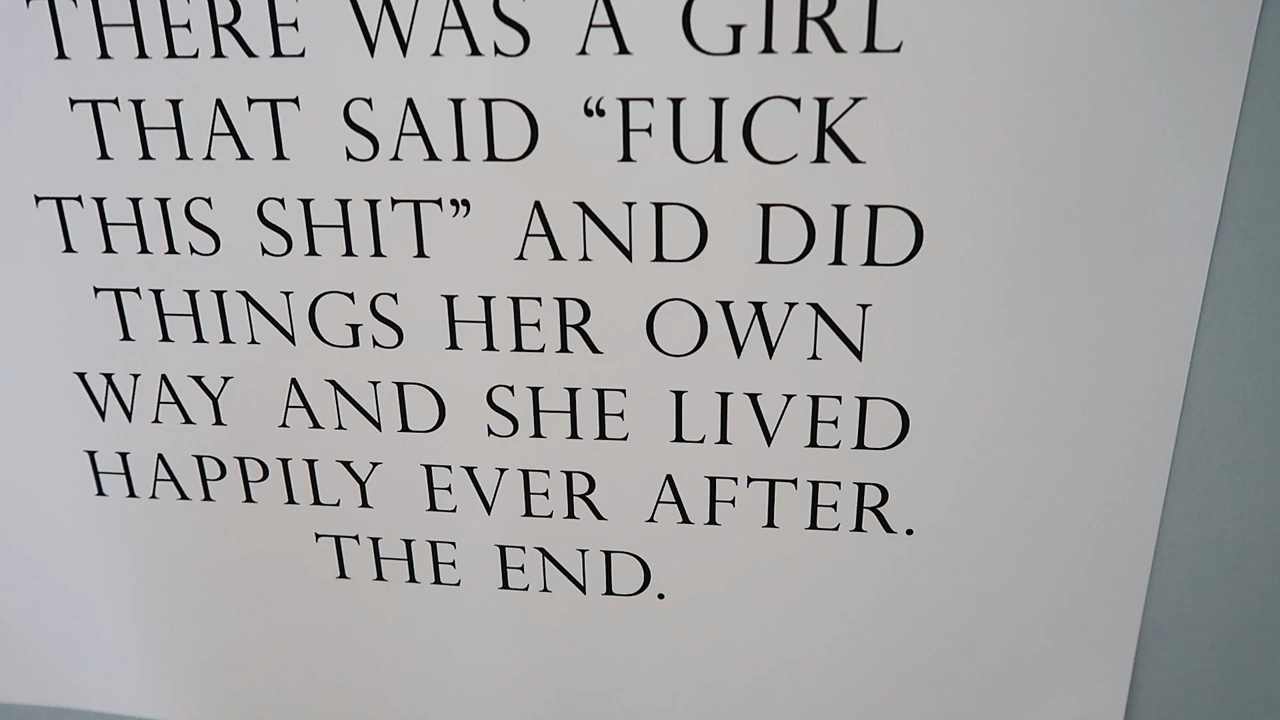 THERE WAS A GIRL
THAT SAID “FUCK
THIS SHIT” AND DID
THINGS HER OWN
WAY AND SHE LIVED
HAPPILY EVER AFTER.
THE END.